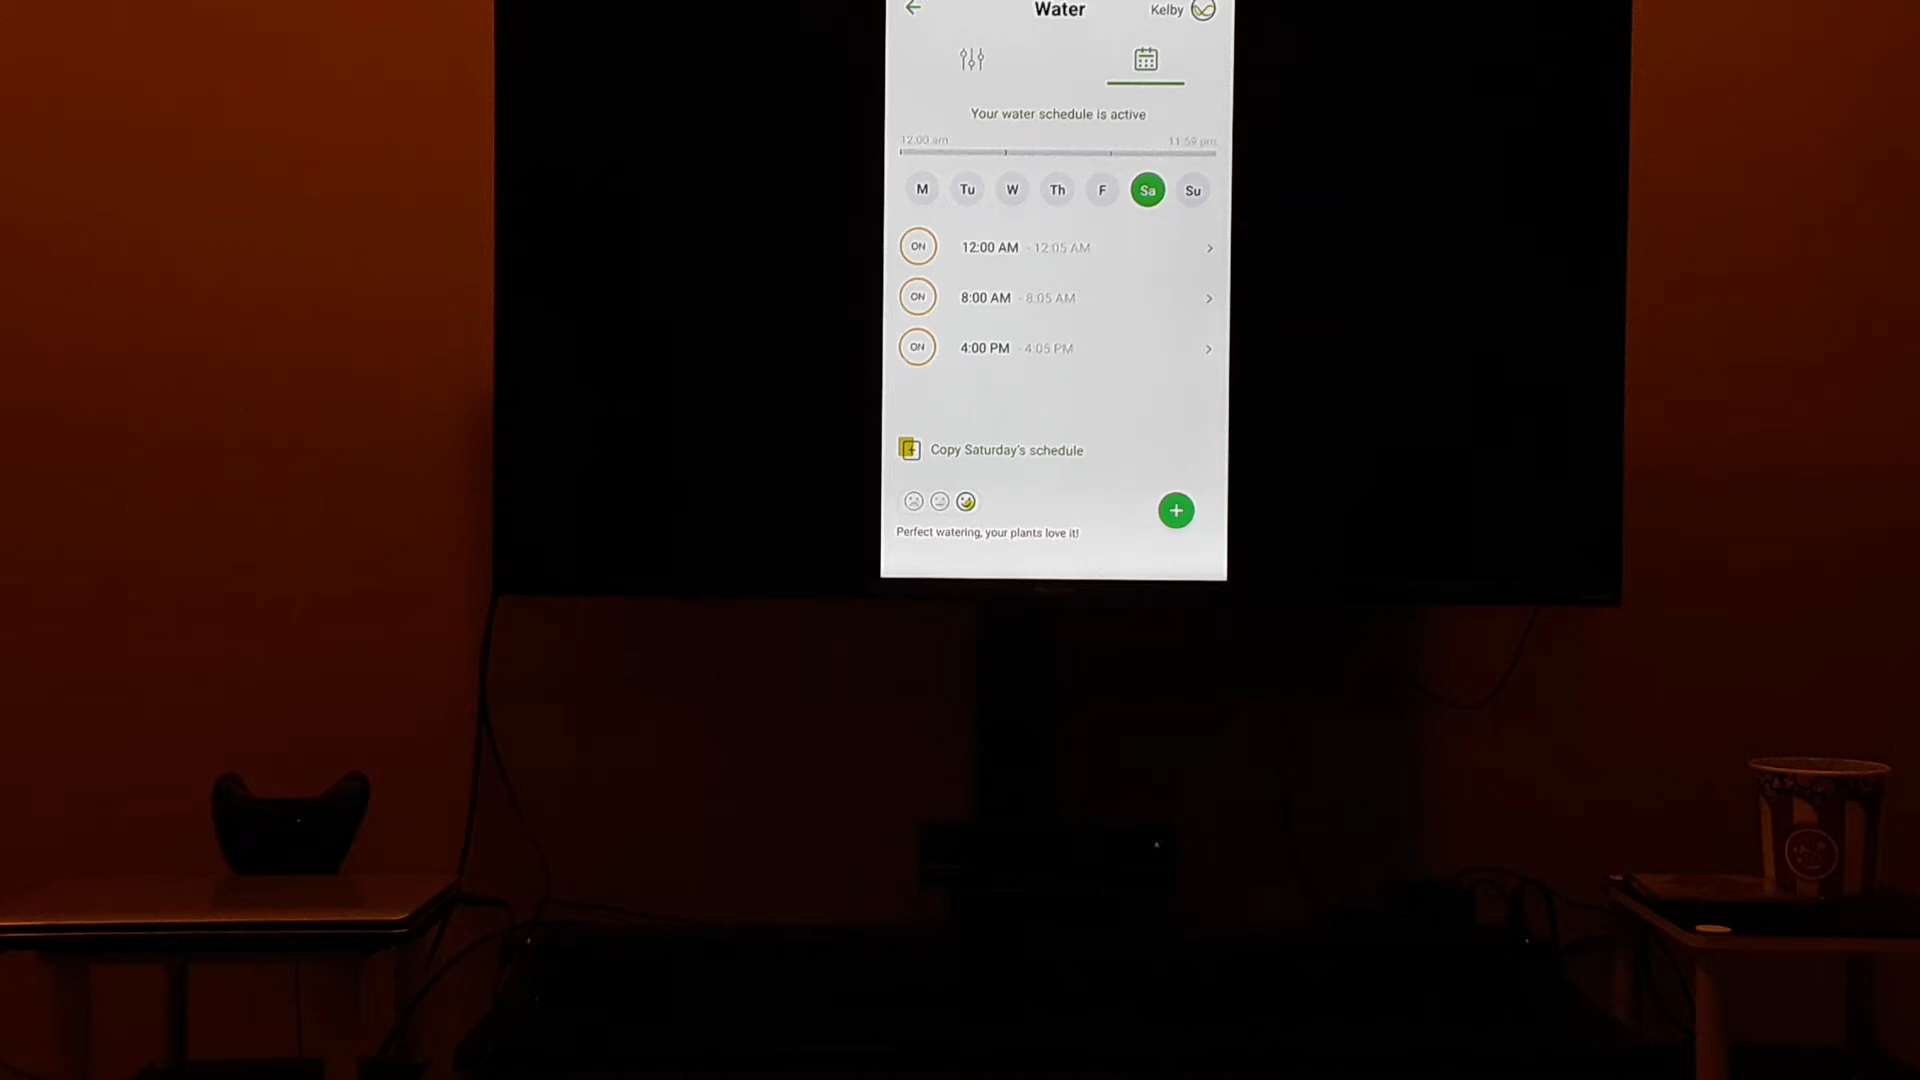 Water
Kelby
Your water schedule is active
12:00 am 11:59 pm
M Tu W Th F Sa Su
ON 12:00 AM - 12:05 AM
ON 8:00 AM - 8:05 AM
ON 4:00 PM - 4:05 PM
Copy Saturday's schedule
Perfect watering, your plants love it!